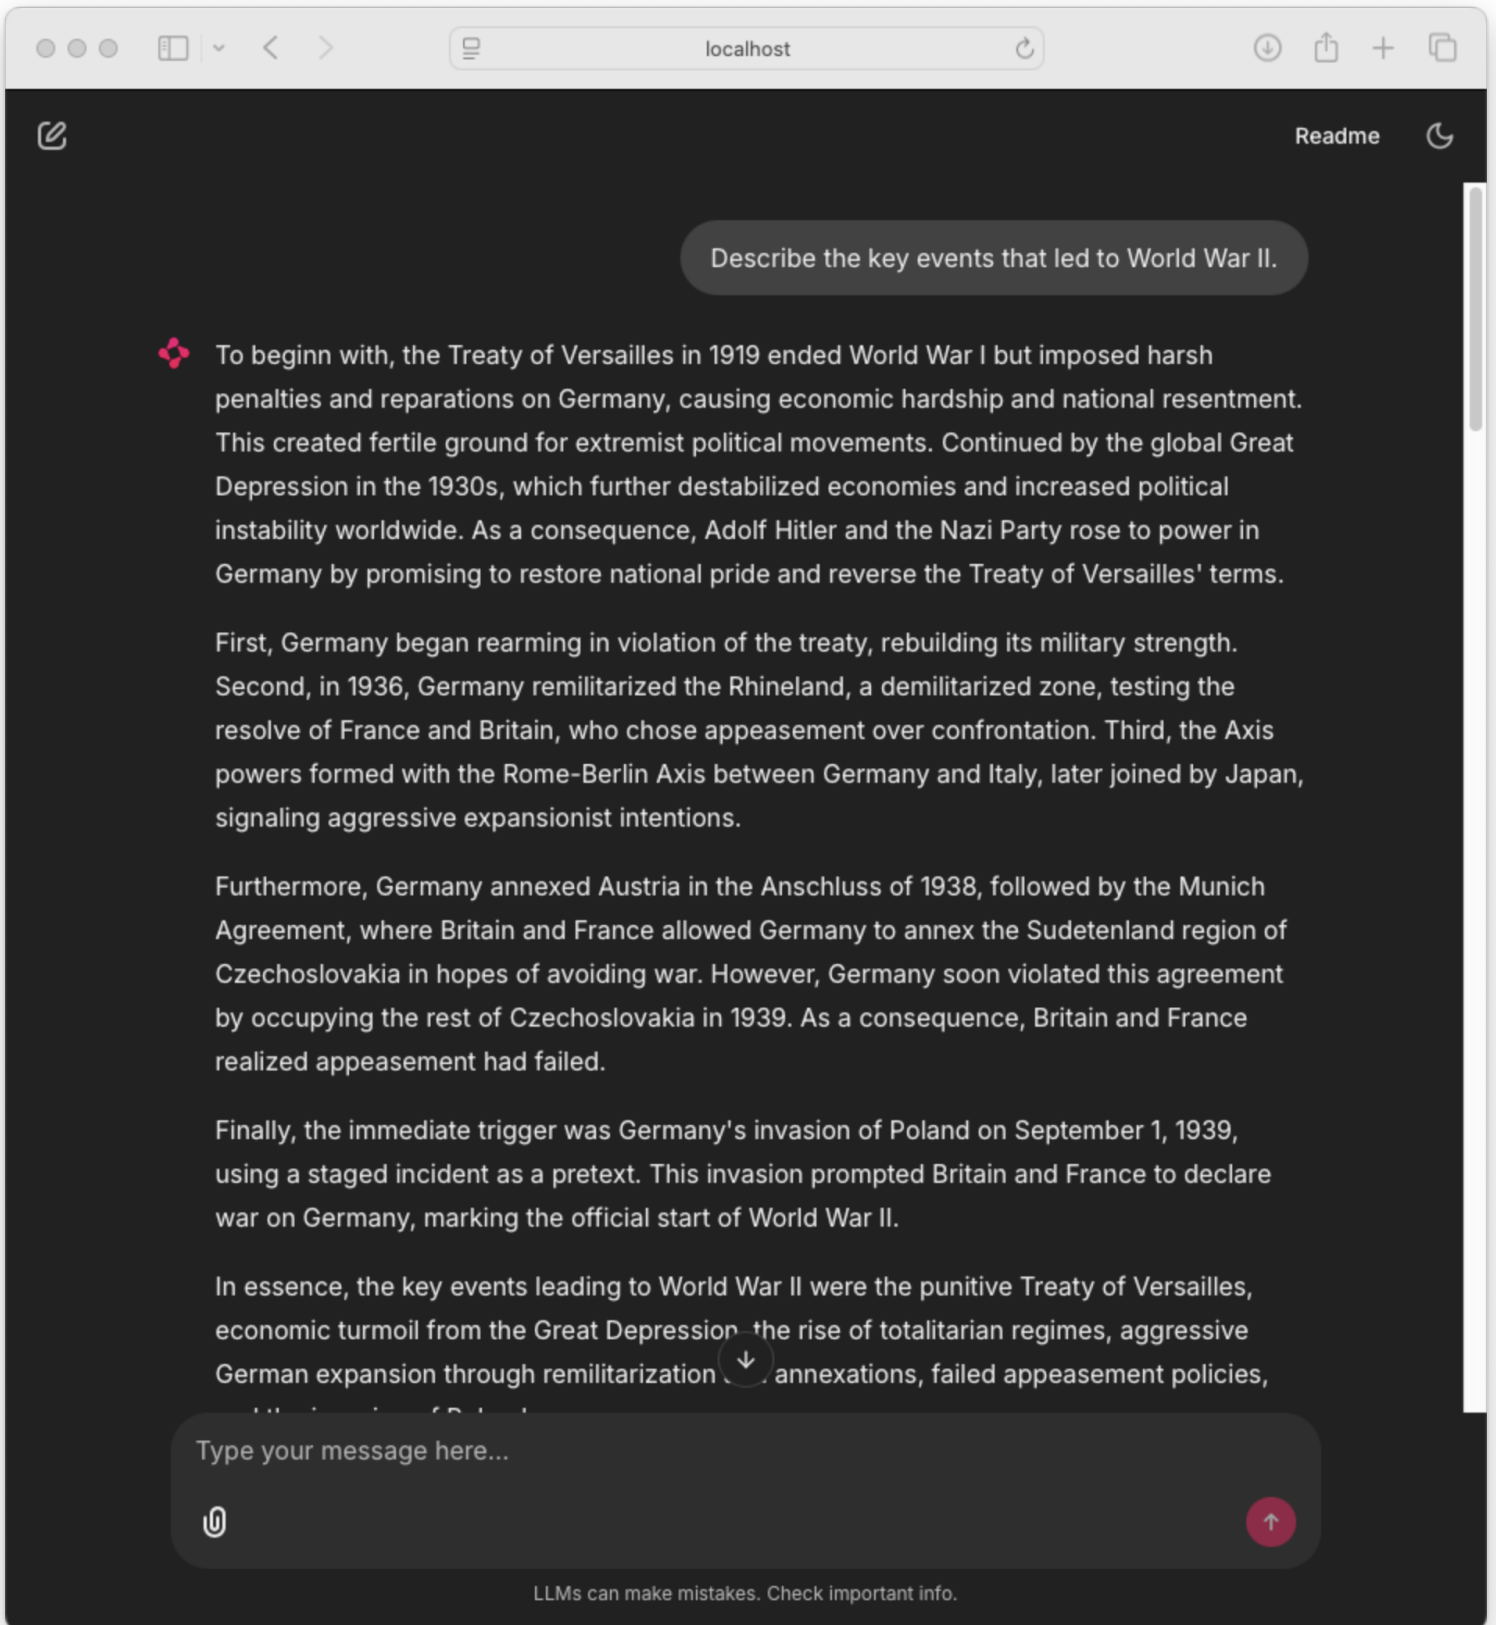 localhost
Readme
Describe the key events that led to World War II.
To beginn with, the Treaty of Versailles in 1919 ended World War I but imposed harsh
penalties and reparations on Germany, causing economic hardship and national resentment.
This created fertile ground for extremist political movements. Continued by the global Great
Depression in the 1930s, which further destabilized economies and increased political
instability worldwide. As a consequence, Adolf Hitler and the Nazi Party rose to power in
Germany by promising to restore national pride and reverse the Treaty of Versailles' terms.
First, Germany began rearming in violation of the treaty, rebuilding its military strength.
Second, in 1936, Germany remilitarized the Rhineland, a demilitarized zone, testing the
resolve of France and Britain, who chose appeasement over confrontation. Third, the Axis
powers formed with the Rome-Berlin Axis between Germany and Italy, later joined by Japan,
signaling aggressive expansionist intentions.
Furthermore, Germany annexed Austria in the Anschluss of 1938, followed by the Munich
Agreement, where Britain and France allowed Germany to annex the Sudetenland region of
Czechoslovakia in hopes of avoiding war. However, Germany soon violated this agreement
by occupying the rest of Czechoslovakia in 1939. As a consequence, Britain and France
realized appeasement had failed.
Finally, the immediate trigger was Germany's invasion of Poland on September 1, 1939,
using a staged incident as a pretext. This invasion prompted Britain and France to declare
war on Germany, marking the official start of World War II.
In essence, the key events leading to World War II were the punitive Treaty of Versailles,
economic turmoil from the Great Depression, the rise of totalitarian regimes, aggressive
German expansion through remilitarization annexations, failed appeasement policies,
Type your message here...
LLMs can make mistakes. Check important info.